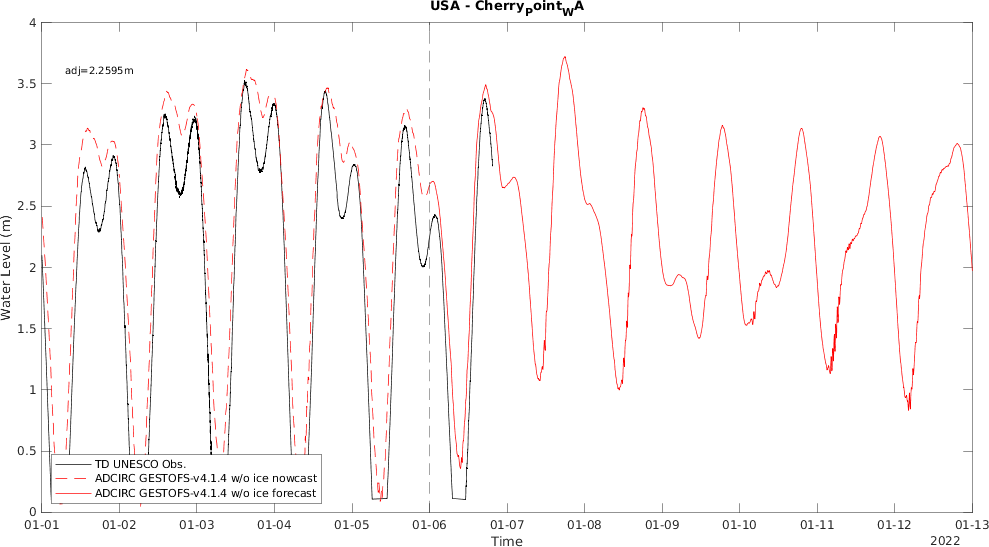 USA - Cherry_Point_WA
adj=2.2595m
4
3.5
3
2.5
2
1.5
1
0.5
0
Water Level (m)
TD UNESCO Obs.
ADCIRC GESTOFS-v4.1.4 w/o ice nowcast
ADCIRC GESTOFS-v4.1.4 w/o ice forecast
01-01 01-02 01-03 01-04 01-05 01-06 01-07 01-08 01-09 01-10 01-11 01-12 01-13
Time
2022